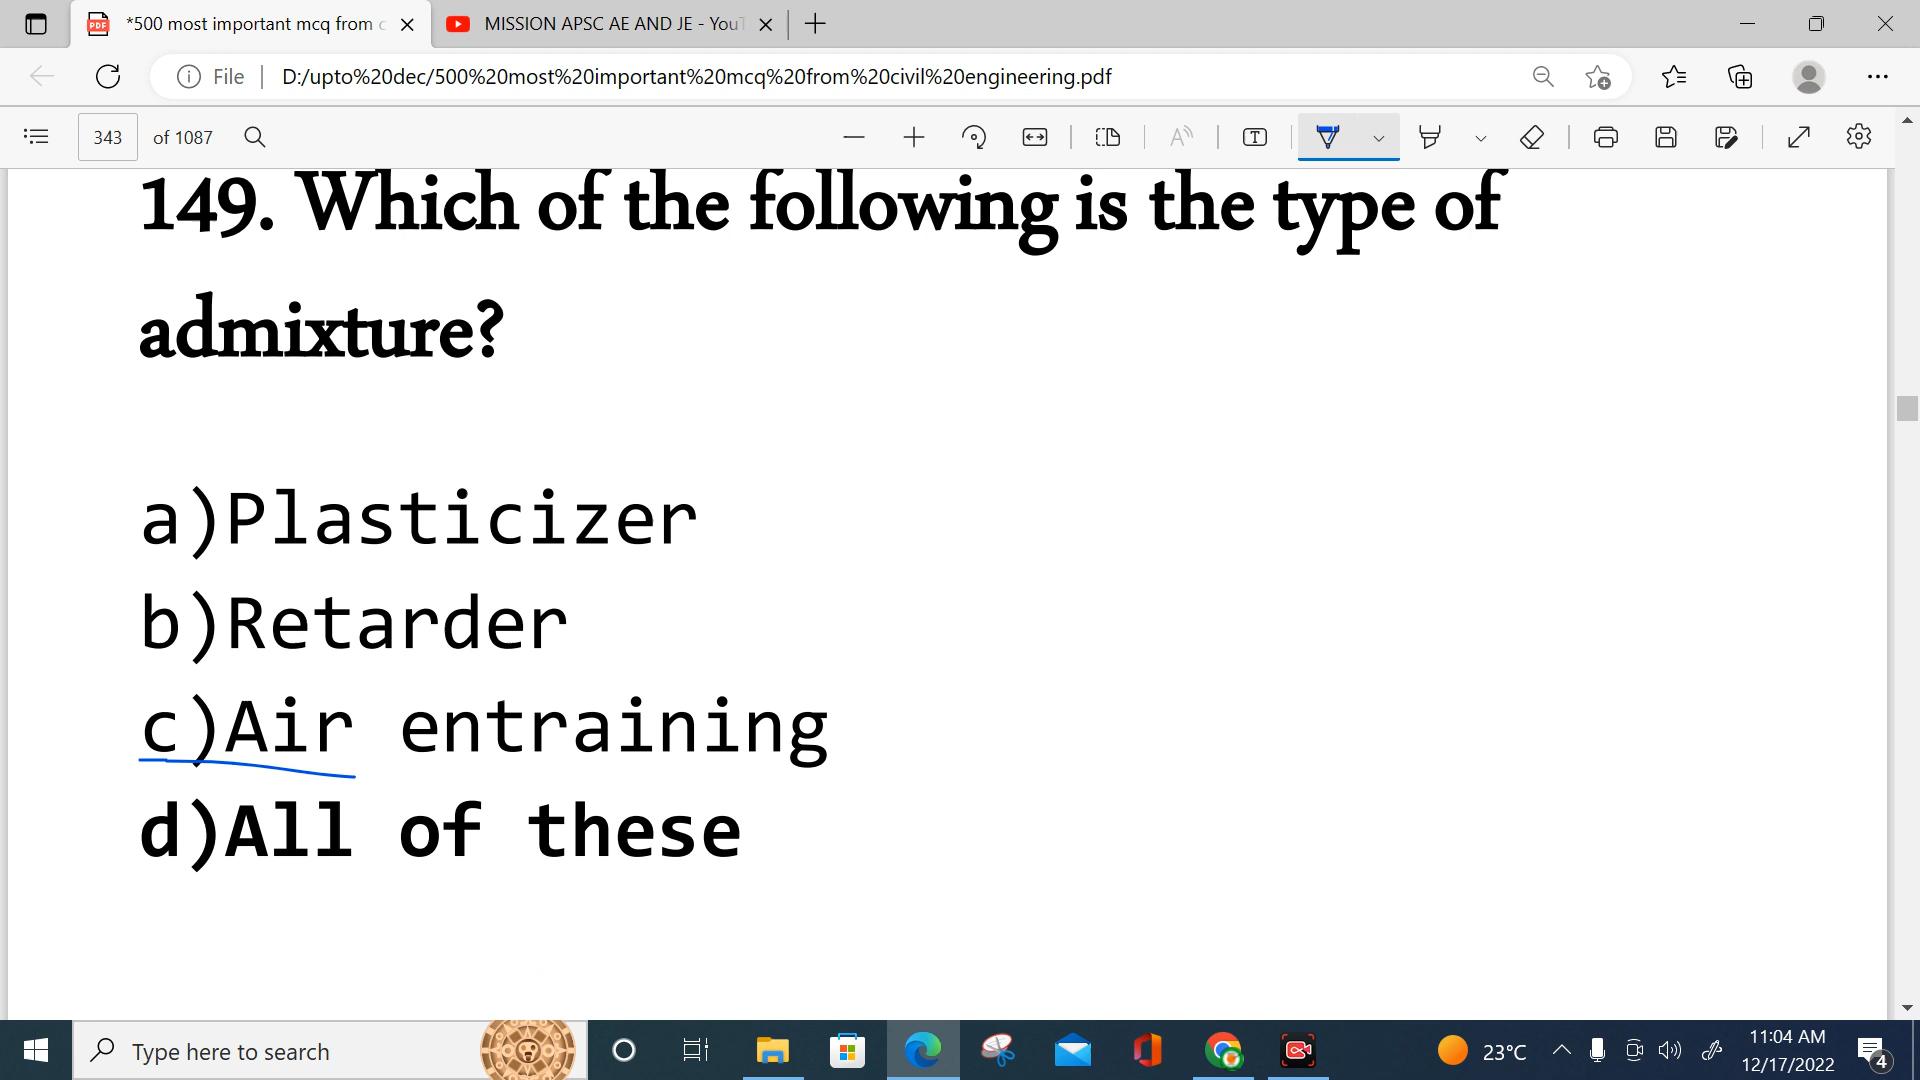 *500 most important mcq from c
MISSION APSC AE AND JE - YouT
File
D:/upto%20dec/500%20most%20important%20mcq%20from%20civil%20engineering.pdf
343 of 1087
149. Which of the following is the type of
admixture?
a)Plasticizer
b)Retarder
c)Air entraining
d)All of these
Type here to search
23°C
11:04 AM
12/17/2022
4